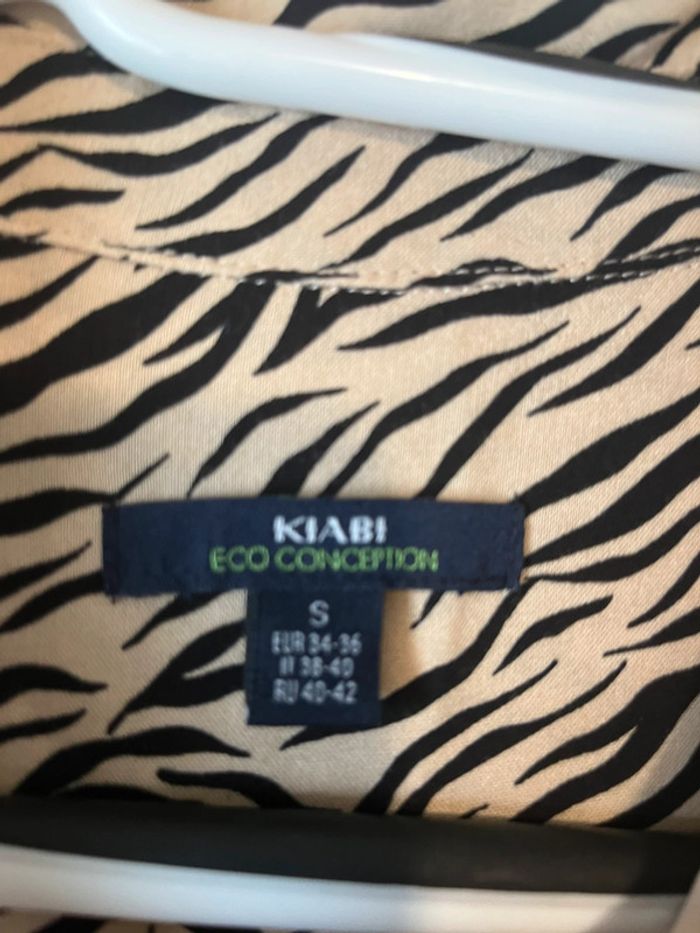 KIABI
ECO CONCEPTION
S
EUR 34-36
IT 38-40
RU 40-42